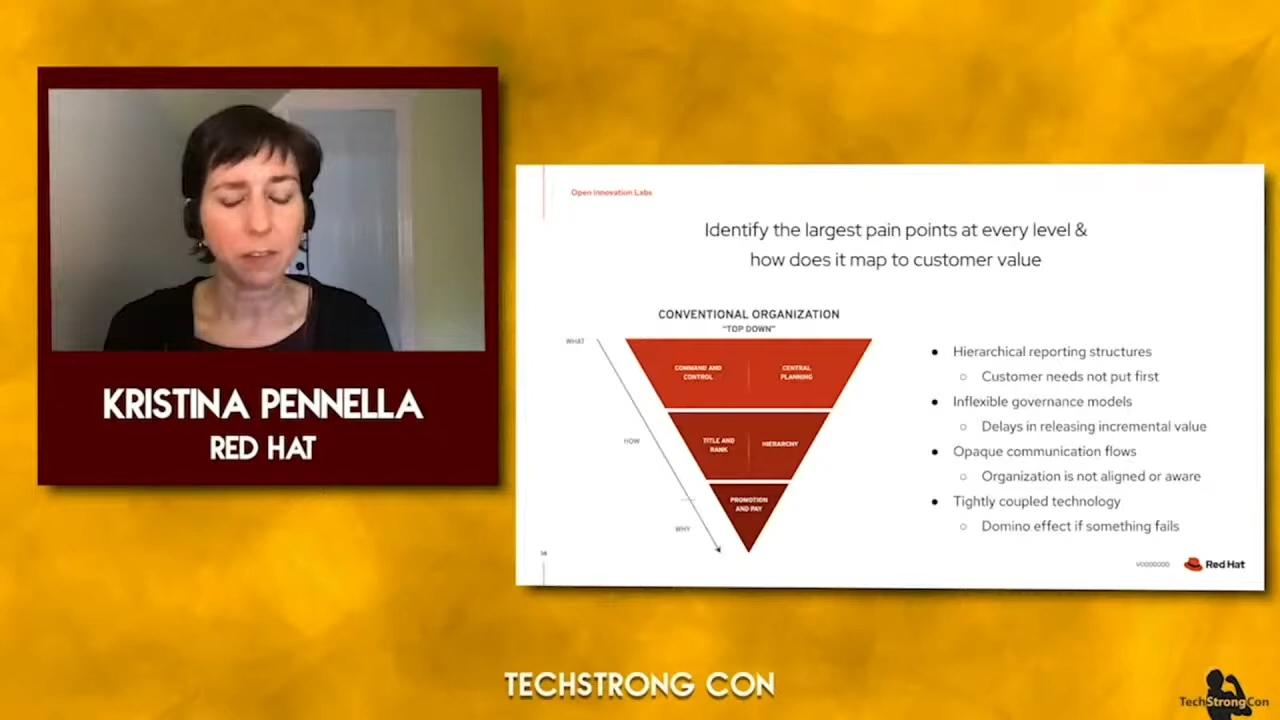 KRISTINA PENNELLA
RED HAT
Open Innovation Labs
Identify the largest pain points at every level &
how does it map to customer value
CONVENTIONAL ORGANIZATION
"TOP DOWN"
WHAT
COMMAND AND
CONTROL
CENTRAL
PLANNING
HOW
TITLE AND
RANK
HIERARCHY
PROMOTION
AND PAY
WHY
● Hierarchical reporting structures
○ Customer needs not put first
● Inflexible governance models
○ Delays in releasing incremental value
● Opaque communication flows
○ Organization is not aligned or aware
● Tightly coupled technology
○ Domino effect if something fails
V0000000
Red Hat
TECHSTRONG CON
TechStrongCon